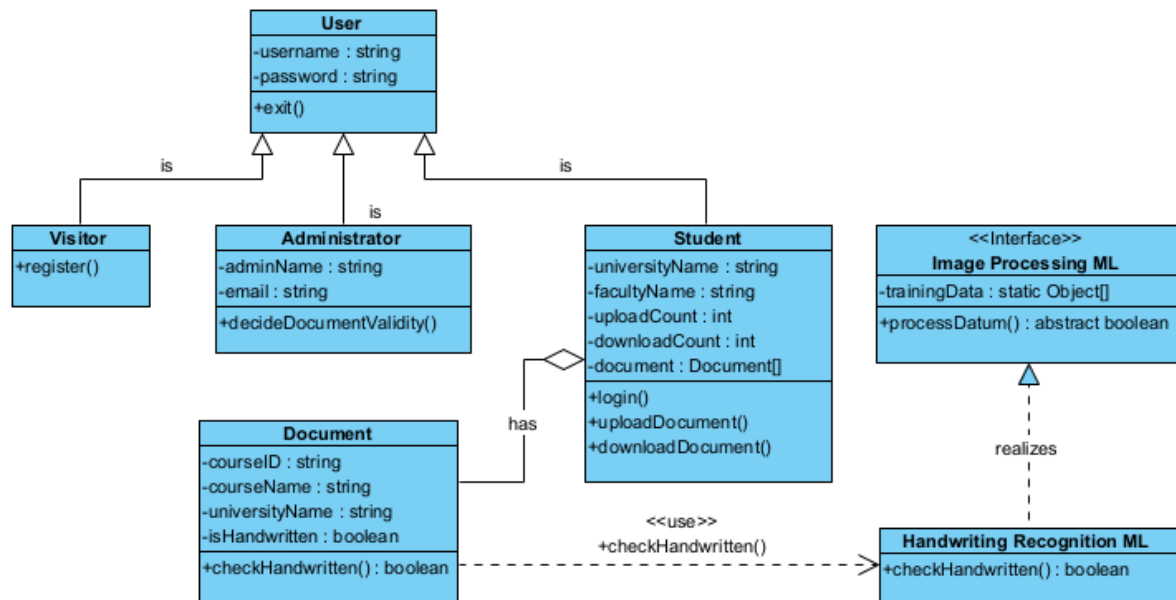 User
-username : string
-password : string
+exit()
is
is
is
Visitor
+register()
Administrator
-adminName : string
-email : string
+decideDocumentValidity()
Student
-universityName : string
-facultyName : string
-uploadCount : int
-downloadCount : int
-document : Document[]
+login()
+uploadDocument()
+downloadDocument()
<<Interface>>
Image Processing ML
-trainingData : static Object[]
+processDatum() : abstract boolean
has
realizes
Document
-courseID : string
-courseName : string
-universityName : string
-isHandwritten : boolean
+checkHandwritten() : boolean
<<use>>
+checkHandwritten()
Handwriting Recognition ML
+checkHandwritten() : boolean